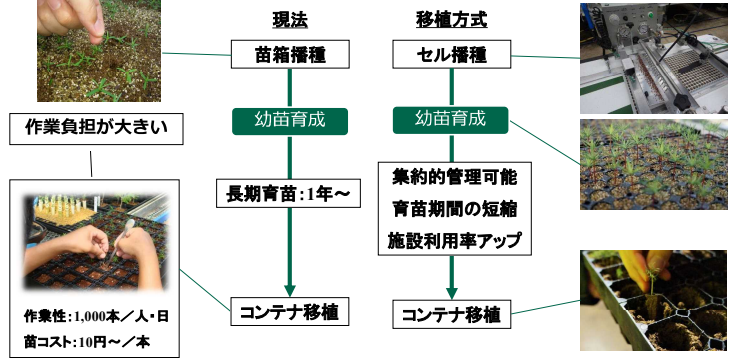 現法
移植方式
苗箱播種
セル播種
幼苗育成
幼苗育成
作業負担が大きい
長期育苗:1年～
集約的管理可能
育苗期間の短縮
施設利用率アップ
コンテナ移植
コンテナ移植
作業性:1,000本／人・日
苗コスト:10円～／本